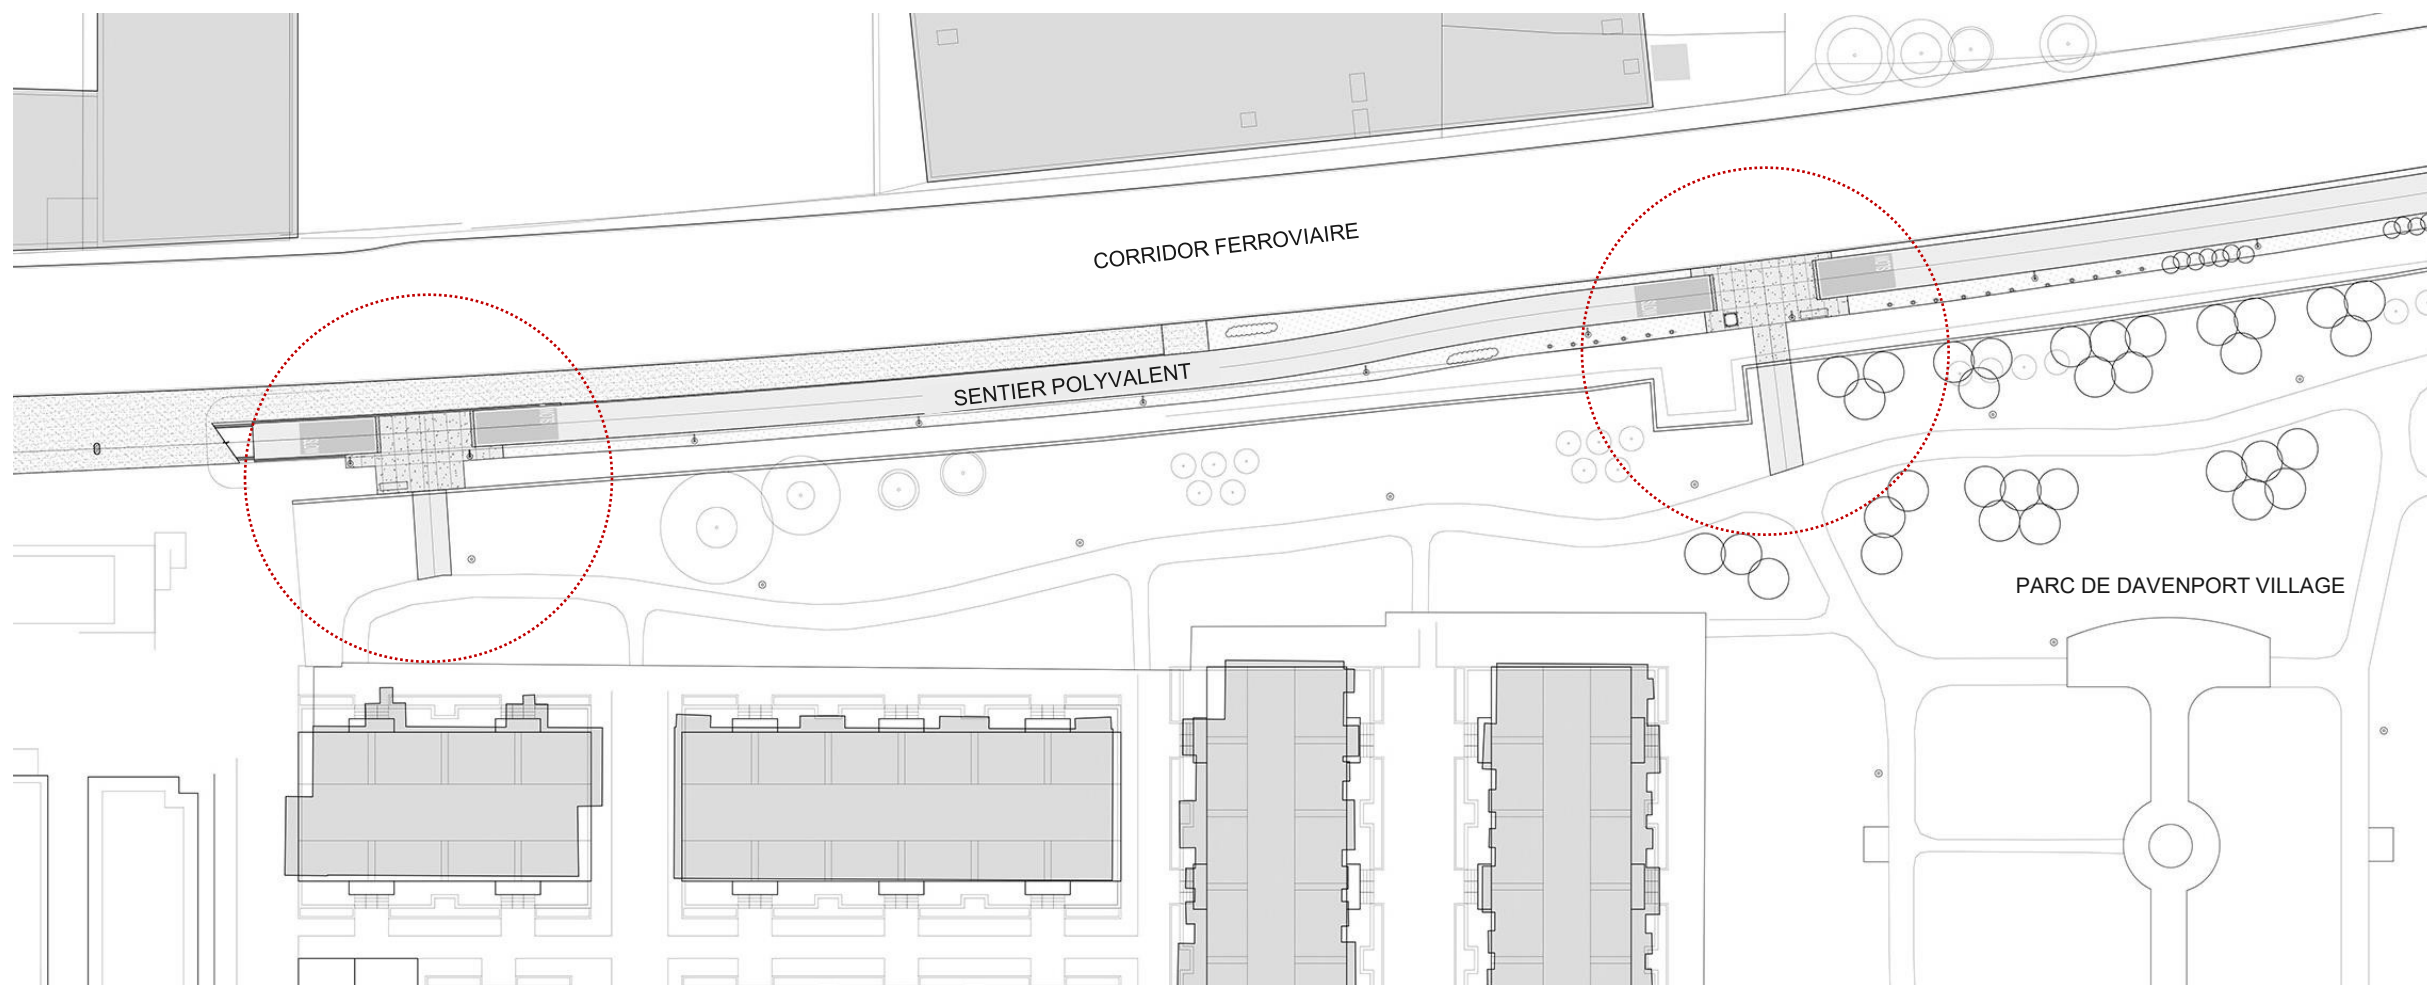 CORRIDOR FERROVIAIRE
SENTIER POLYVALENT
PARC DE DAVENPORT VILLAGE